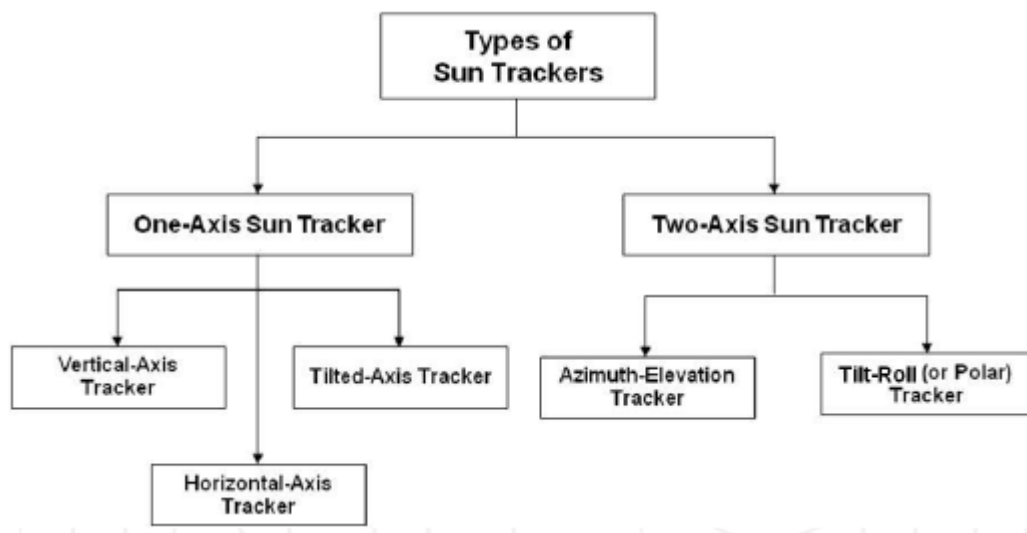 Types of
Sun Trackers
One-Axis Sun Tracker
Two-Axis Sun Tracker
Vertical-Axis
Tracker
Tilted-Axis Tracker
Horizontal-Axis
Tracker
Azimuth-Elevation
Tracker
Tilt-Roll (or Polar)
Tracker